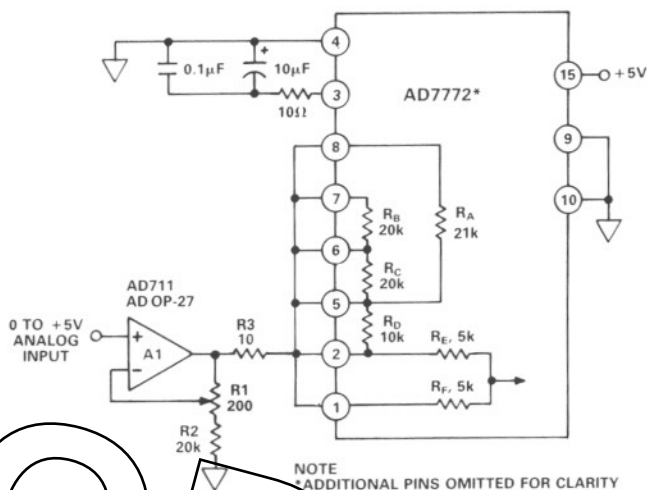 4
0.1µF
+
10µF
3
10Ω
AD7772*
15
+5V
9
10
8
7
RB
20k
RA
21k
6
RC
20k
5
RD
10k
2
RE, 5k
1
RF, 5k
AD711
AD OP-27
0 TO +5V
ANALOG
INPUT
+
A1
−
R3
10
R1
200
R2
20k
NOTE
*ADDITIONAL PINS OMITTED FOR CLARITY